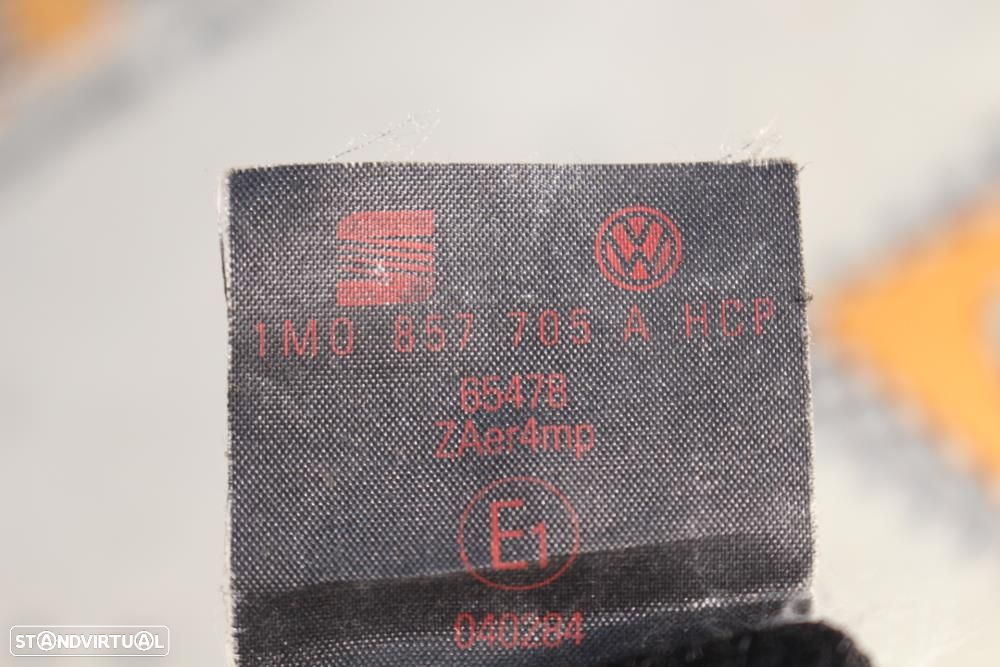 1M0 857 705 A HCP
65478
ZAer4mp
E1
040284
STANDVIRTUAL